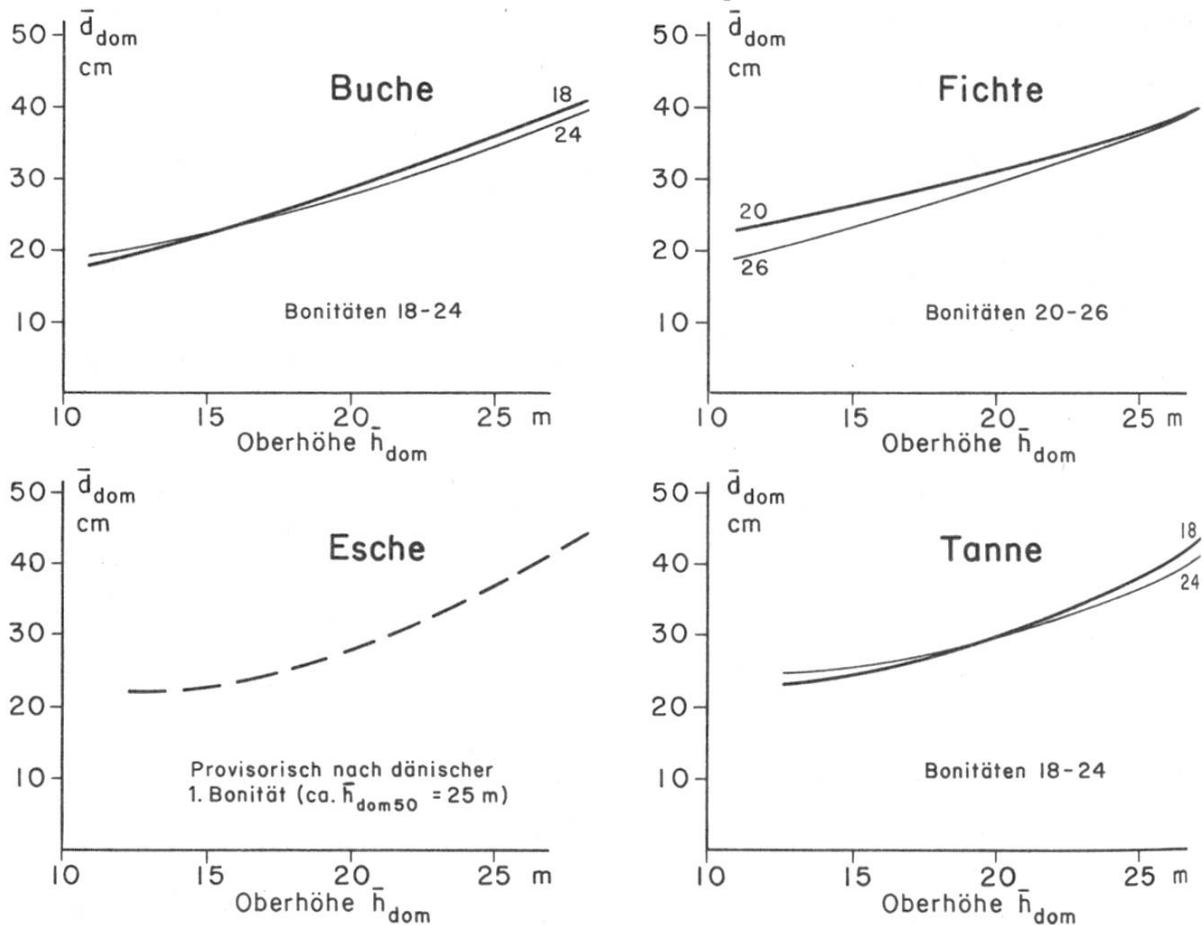 50
d̄dom
cm
Buche
40
18
24
30
20
Bonitäten 18-24
10
10 15 20 25 m
Oberhöhe h̄dom
50
d̄dom
cm
Fichte
40
30
20
20
26
Bonitäten 20-26
10
10 15 20 25 m
Oberhöhe h̄dom
50
d̄dom
cm
Esche
40
30
20
Provisorisch nach dänischer
10
1. Bonität (ca. h̄dom50 = 25 m)
10 15 20 25 m
Oberhöhe h̄dom
50
d̄dom
cm
Tanne
18
40
24
30
20
Bonitäten 18-24
10
10 15 20 25 m
Oberhöhe h̄dom